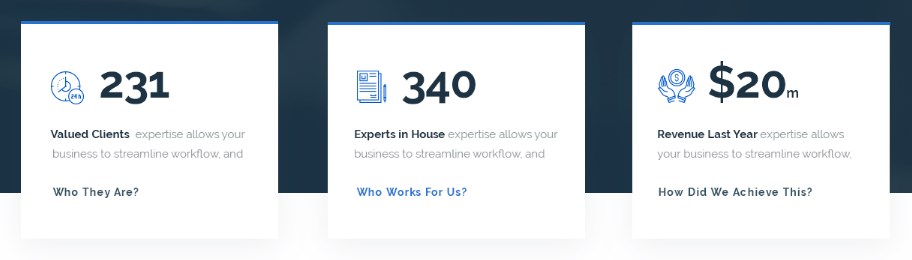 231
Valued Clients expertise allows your
business to streamline workflow, and
Who They Are?
340
Experts in House expertise allows your
business to streamline workflow, and
Who Works For Us?
$20m
Revenue Last Year expertise allows
your business to streamline workflow,
How Did We Achieve This?
24h
$